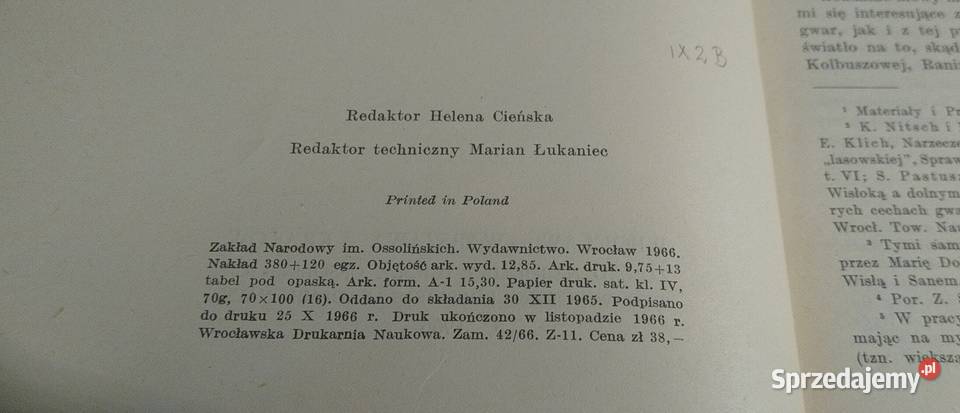 IX 2 B
Redaktor Helena Cieńska
Redaktor techniczny Marian Łukaniec
Printed in Poland
Zakład Narodowy im. Ossolińskich. Wydawnictwo. Wrocław 1966.
Nakład 380+120 egz. Objętość ark. wyd. 12,85. Ark. druk. 9,75+13
tabel pod opaską. Ark. form. A-1 15,30. Papier druk. sat. kl. IV,
70g, 70×100 (16). Oddano do składania 30 XII 1965. Podpisano
do druku 25 X 1966 r. Druk ukończono w listopadzie 1966 r.
Wrocławska Drukarnia Naukowa. Zam. 42/66. Z-11. Cena zł 38,—
mi się interesujące
gwar, jak i z tej
światło na to, skąd
Kolbuszowej, Rani
¹ Materiały i Pr
² K. Nitsch i
E. Klich, Narzecze
„lasowskiej”, Spraw
t. VI; S. Pastus
Wisłoką a dolnym
rych cechach gwa
Wrocł. Tow. Nau
³ Tymi sam
przez Marię Do
Wisłą i Sanem
⁴ Por. Z.
⁵ W pracy
mając na my
(tzn. większa
Sprzedajemy.pl